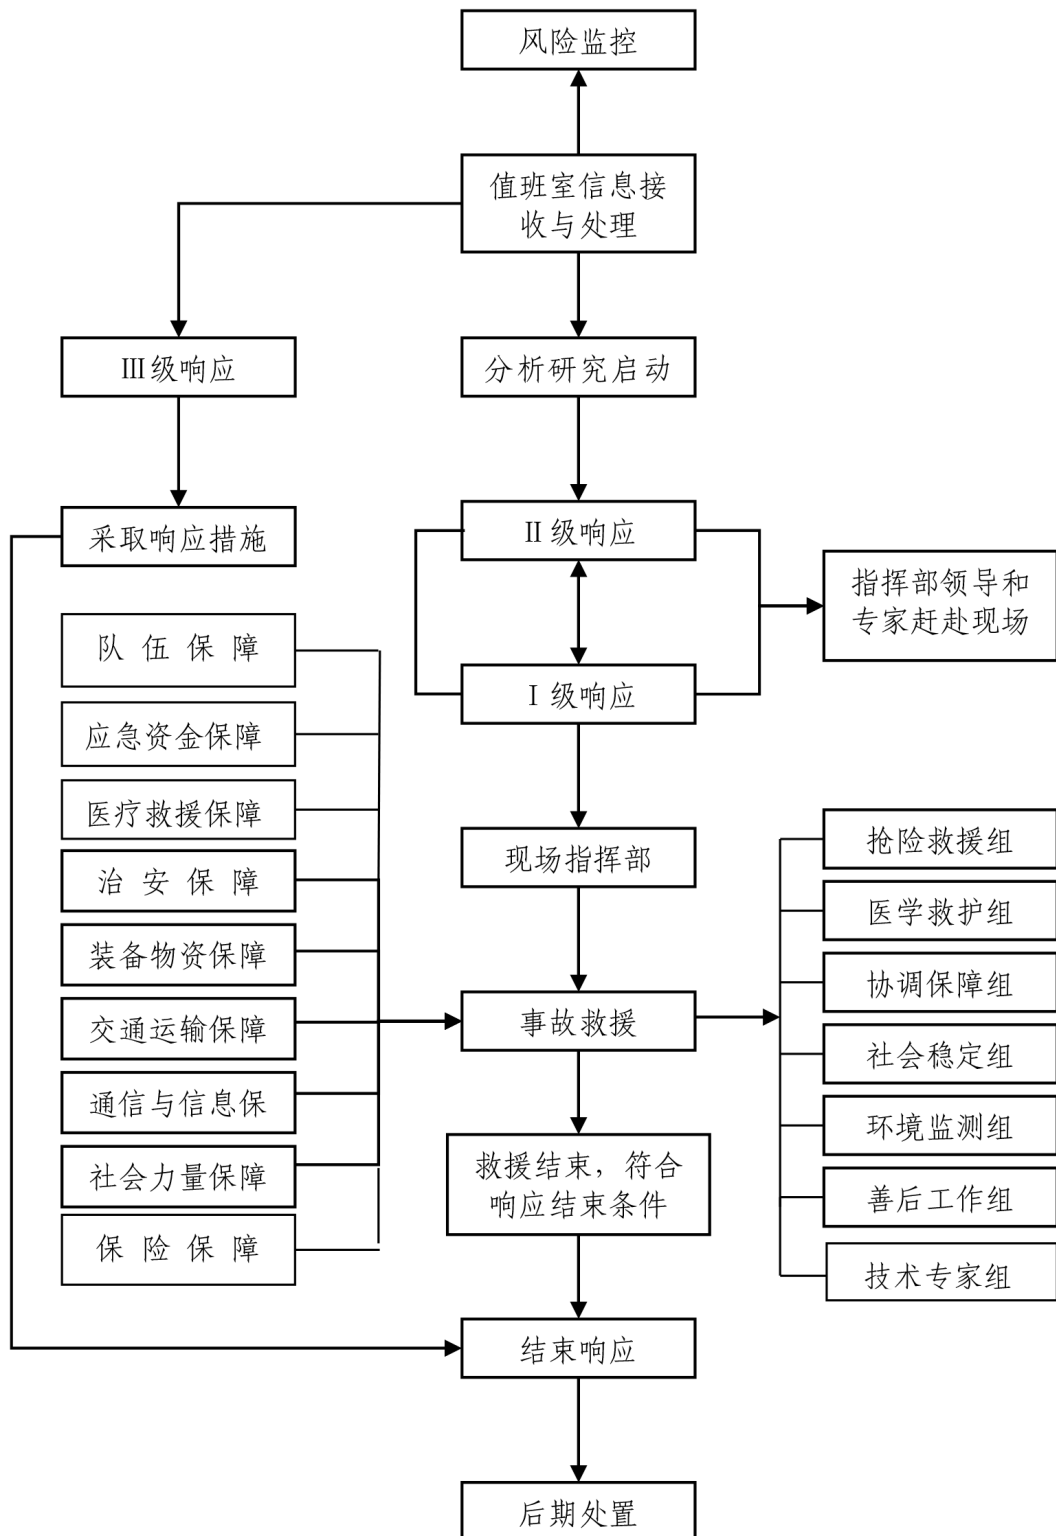 风险监控
值班室信息接
收与处理
III级响应
分析研究启动
采取响应措施
II级响应
指挥部领导和
专家赶赴现场
I级响应
队伍保障
应急资金保障
医疗救援保障
治安保障
装备物资保障
交通运输保障
通信与信息保
社会力量保障
保险保障
现场指挥部
事故救援
救援结束，符合
响应结束条件
抢险救援组
医学救护组
协调保障组
社会稳定组
环境监测组
善后工作组
技术专家组
结束响应
后期处置